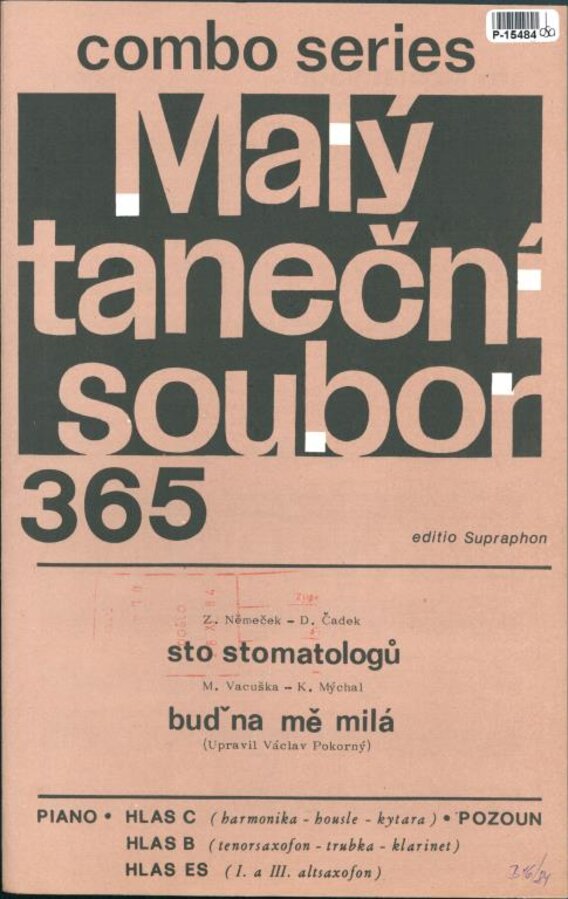 P-15484
combo series
Malý
taneční
soubor
365
editio Supraphon
Z. Němeček – D. Čadek
sto stomatologů
M. Vacuška – K. Mýchal
buď na mě milá
(Upravil Václav Pokorný)
PIANO • HLAS C (harmonika - housle - kytara) • POZOUN
HLAS B (tenorsaxofon - trubka - klarinet)
HLAS ES (I. a III. altsaxofon)